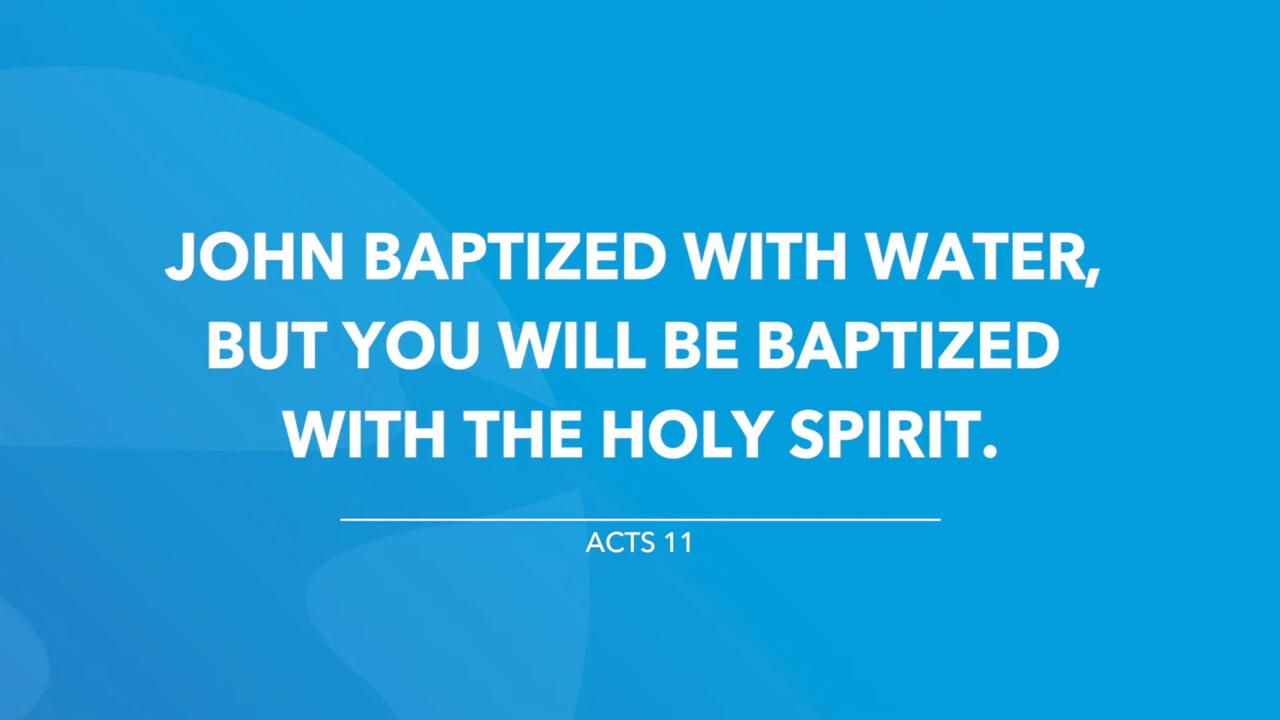 JOHN BAPTIZED WITH WATER,
BUT YOU WILL BE BAPTIZED
WITH THE HOLY SPIRIT.
ACTS 11